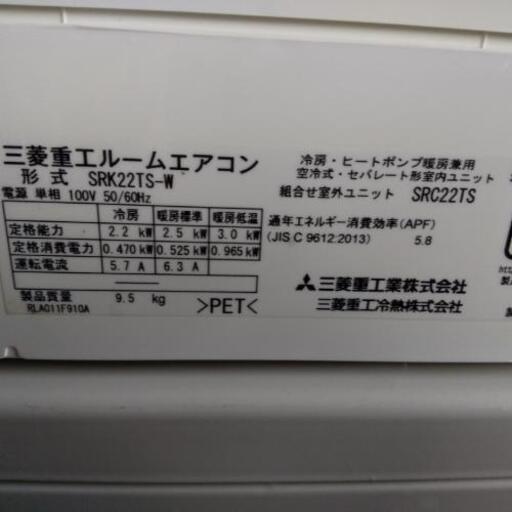 三菱重工ルームエアコン
形式 SRK22TS-W
電源 単相 100V 50/60Hz
冷房 暖房標準 暖房低温
定格能力 2.2 kW 2.5 kW 3.0 kW
定格消費電力 0.470 kW 0.525 kW 0.965 kW
運転電流 5.7 A 6.3 A
製品質量 9.5 kg
RLA011F910A
>PET<
冷房・ヒートポンプ暖房兼用
空冷式・セパレート形室内ユニット
組合せ室外ユニット SRC22TS
通年エネルギー消費効率(APF)
(JIS C 9612:2013) 5.8
三菱重工業株式会社
三菱重工冷熱株式会社